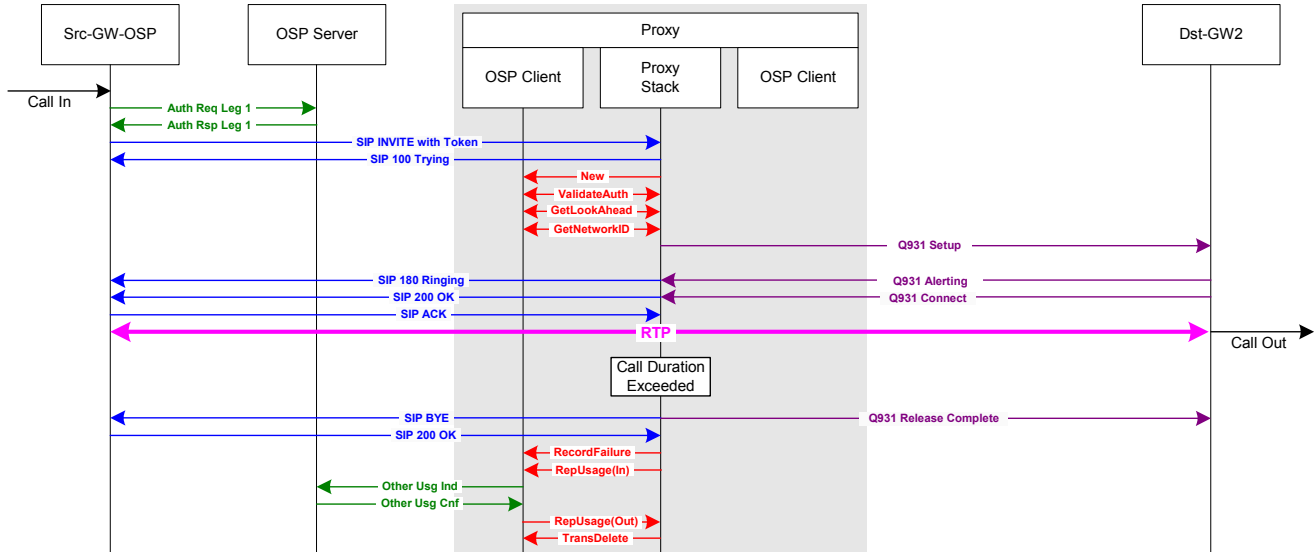 Src-GW-OSP
OSP Server
Proxy
Dst-GW2
OSP Client
Proxy
Stack
OSP Client
Call In
Auth Req Leg 1
Auth Rsp Leg 1
SIP INVITE with Token
SIP 100 Trying
New
ValidateAuth
GetLookAhead
GetNetworkID
Q931 Setup
SIP 180 Ringing
Q931 Alerting
SIP 200 OK
Q931 Connect
SIP ACK
RTP
Call Out
Call Duration
Exceeded
SIP BYE
Q931 Release Complete
SIP 200 OK
RecordFailure
RepUsage(In)
Other Usg Ind
Other Usg Cnf
RepUsage(Out)
TransDelete